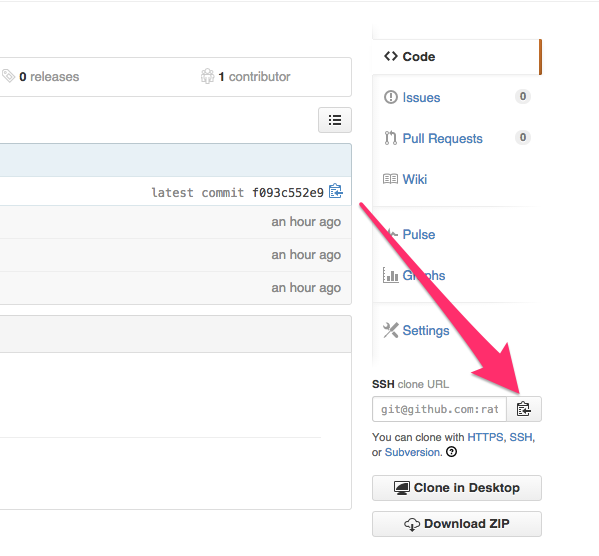 0 releases
1 contributor
latest commit f093c552e9
an hour ago
an hour ago
an hour ago
Code
Issues 0
Pull Requests 0
Wiki
Pulse
Graphs
Settings
SSH clone URL
git@github.com:rat
You can clone with HTTPS, SSH,
or Subversion.
Clone in Desktop
Download ZIP